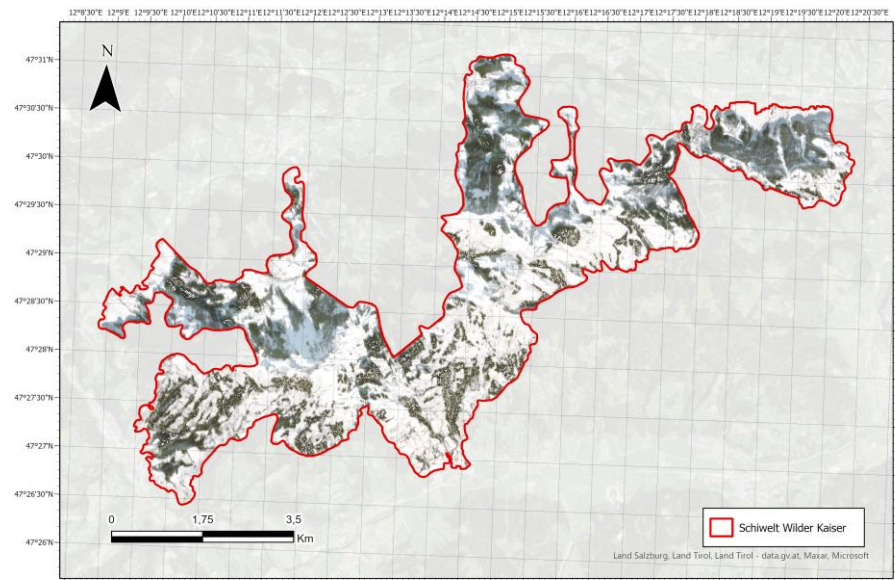 12°8'30"E 12°9'E 12°9'30"E 12°10'E 12°10'30"E 12°11'E 12°11'30"E 12°12'E 12°12'30"E 12°13'E 12°13'30"E 12°14'E 12°14'30"E 12°15'E 12°15'30"E 12°16'E 12°16'30"E 12°17'E 12°17'30"E 12°18'E 12°18'30"E 12°19'E 12°19'30"E 12°20'E 12°20'30"E
N
47°31'N
47°30'30"N
47°30'N
47°30'N
47°29'30"N
47°29'N
47°28'30"N
47°28'N
47°27'30"N
47°27'N
47°26'30"N
47°26'N
0 1,75 3,5
Km
Schiwelt Wilder Kaiser
Land Salzburg, Land Tirol, Land Tirol - data.gv.at, Maxar, Microsoft